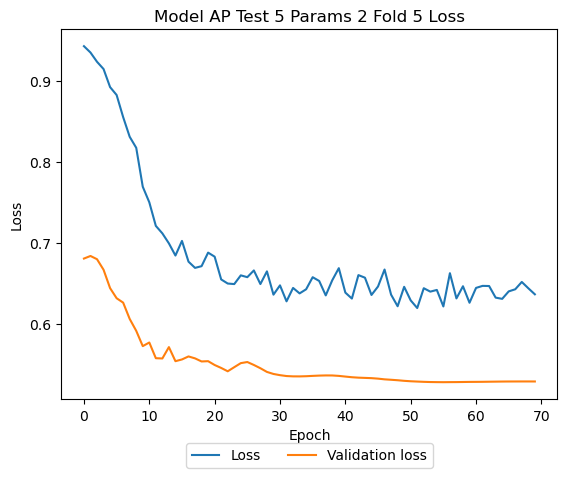 Model AP Test 5 Params 2 Fold 5 Loss
0.9
0.8
0.7
0.6
Loss
0 10 20 30 40 50 60 70
Epoch
Loss Validation loss